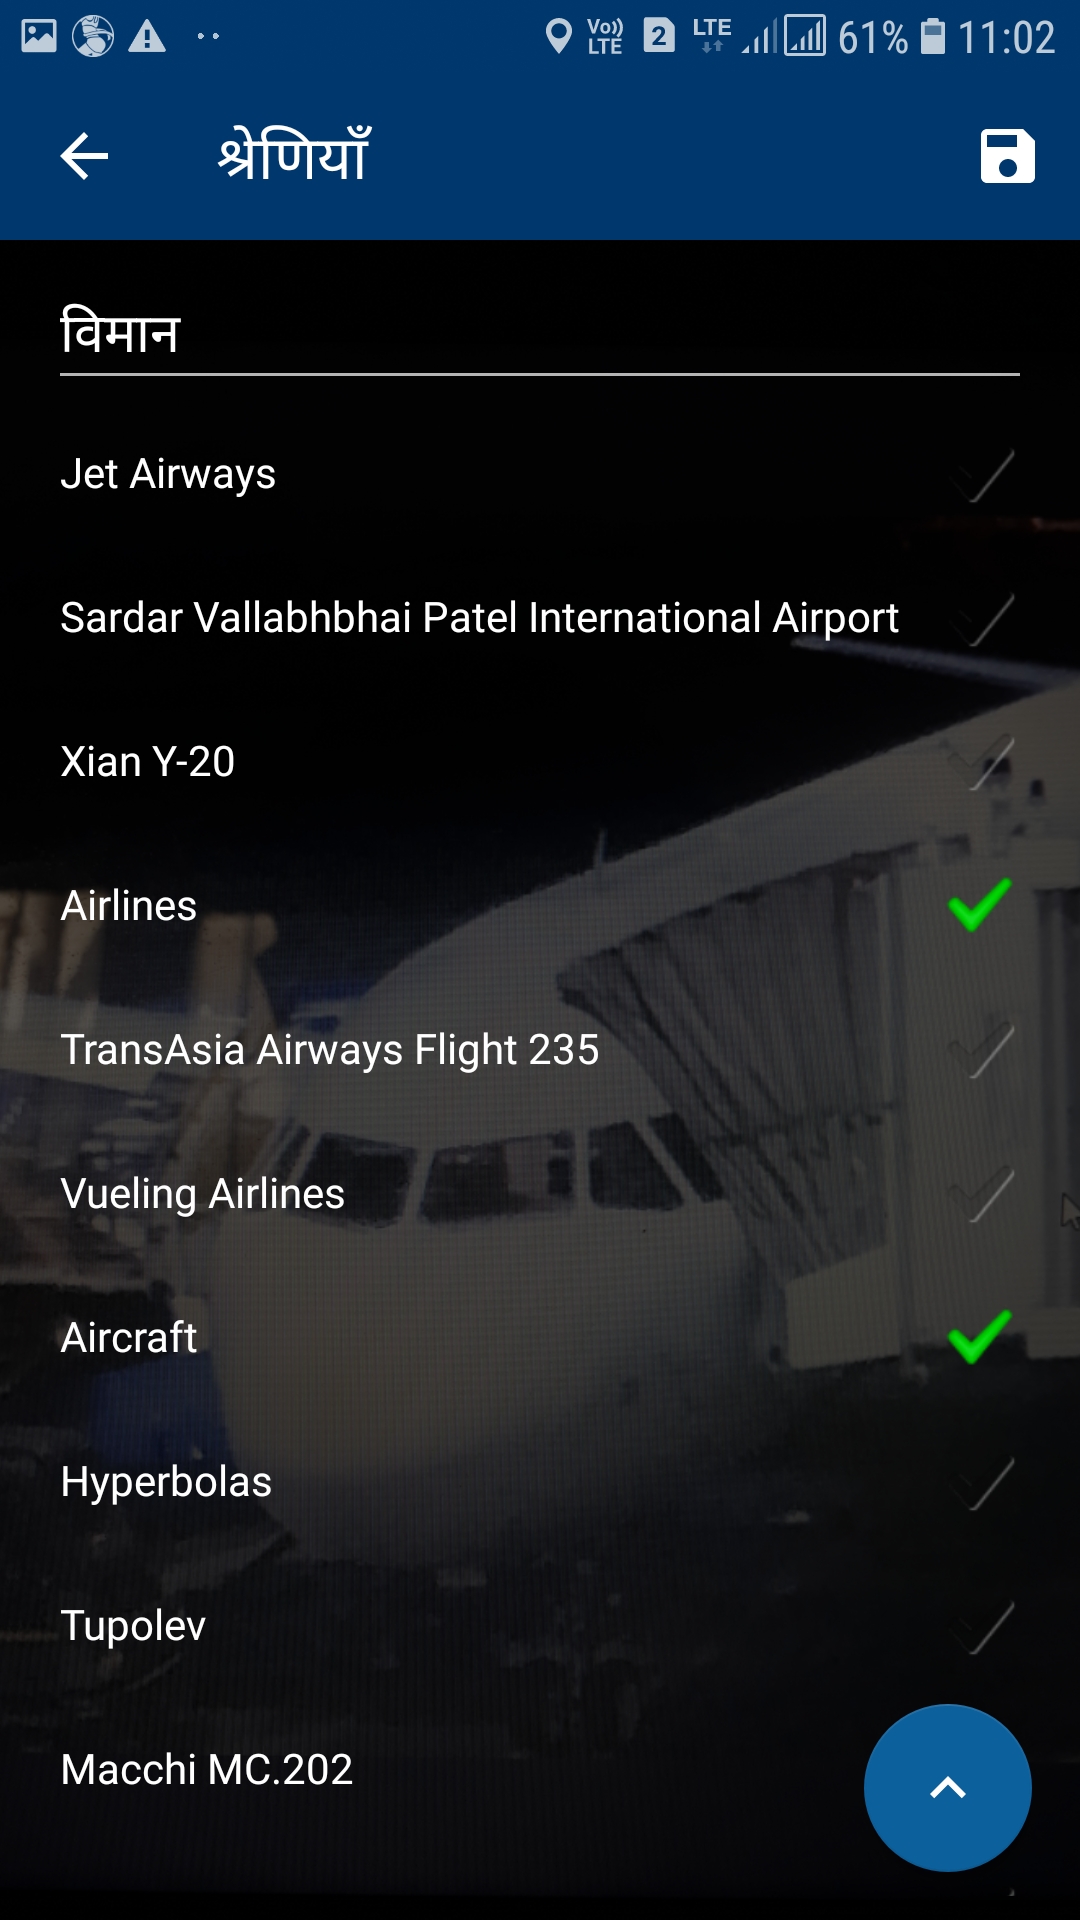 Vo)) LTE 2 LTE 61% 11:02
श्रेणियाँ
विमान
Jet Airways
Sardar Vallabhbhai Patel International Airport
Xian Y-20
Airlines
TransAsia Airways Flight 235
Vueling Airlines
Aircraft
Hyperbolas
Tupolev
Macchi MC.202